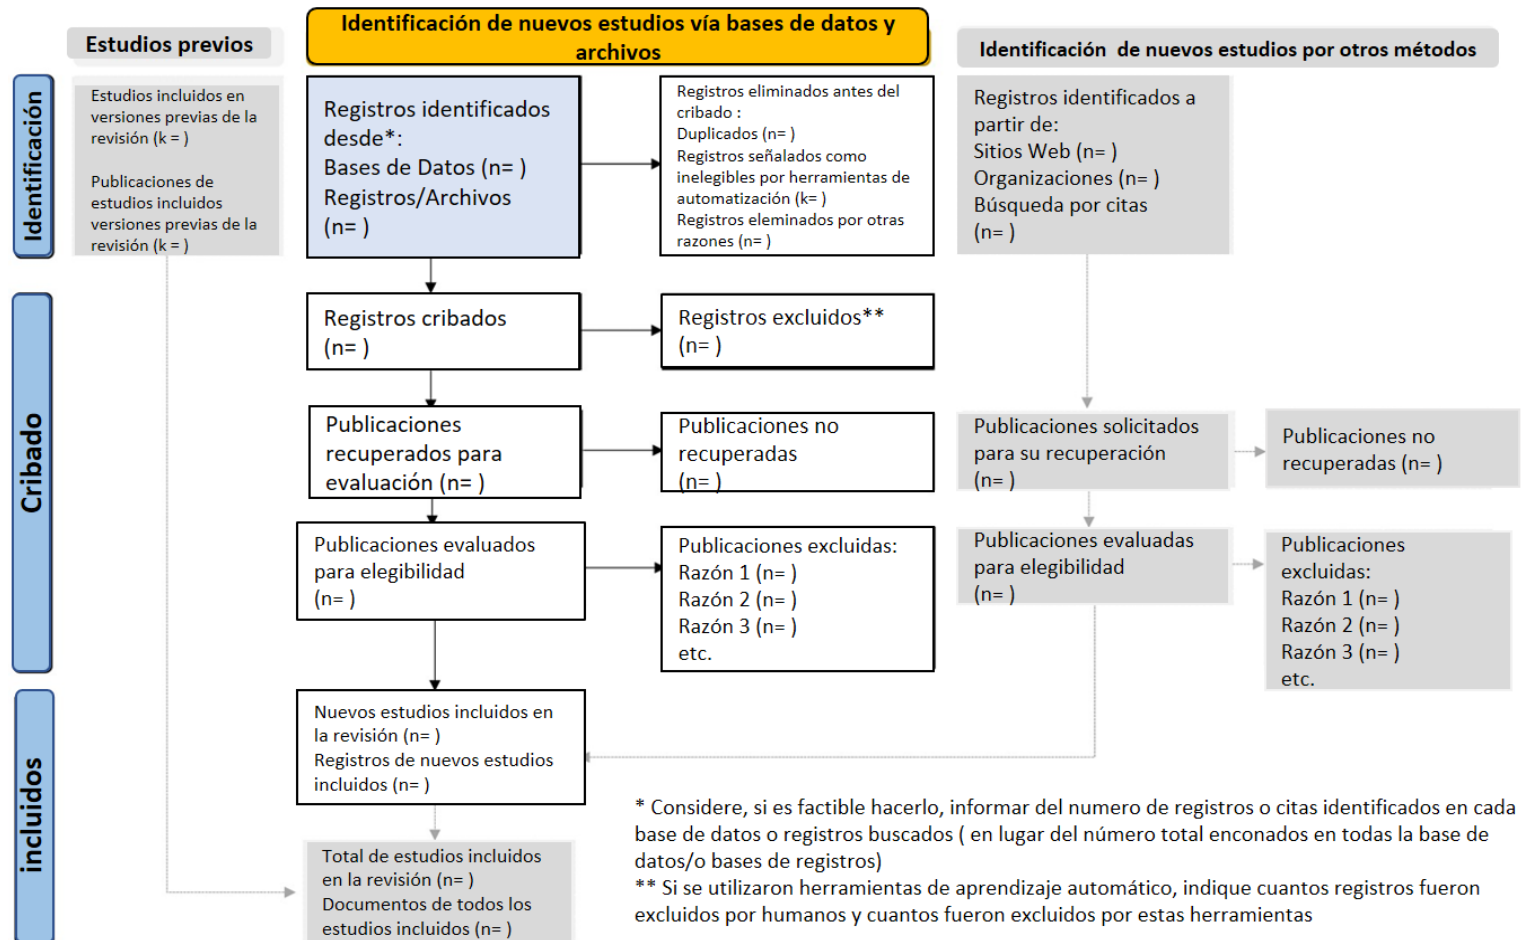 Estudios previos
Identificación de nuevos estudios vía bases de datos y
archivos
Identificación de nuevos estudios por otros métodos
Identificación
Estudios incluidos en
versiones previas de la
revisión (k = )
Publicaciones de
estudios incluidos
versiones previas de la
revisión (k = )
Registros identificados
desde*:
Bases de Datos (n= )
Registros/Archivos
(n= )
Registros eliminados antes del
cribado :
Duplicados (n= )
Registros señalados como
inelegibles por herramientas de
automatización (k= )
Registros eleminados por otras
razones (n= )
Registros identificados a
partir de:
Sitios Web (n= )
Organizaciones (n= )
Búsqueda por citas
(n= )
Cribado
Registros cribados
(n= )
Registros excluidos**
(n= )
Publicaciones
recuperados para
evaluación (n= )
Publicaciones no
recuperadas
(n= )
Publicaciones solicitados
para su recuperación
(n= )
Publicaciones no
recuperadas (n= )
Publicaciones evaluados
para elegibilidad
(n= )
Publicaciones excluidas:
Razón 1 (n= )
Razón 2 (n= )
Razón 3 (n= )
etc.
Publicaciones evaluadas
para elegibilidad
(n= )
Publicaciones
excluidas:
Razón 1 (n= )
Razón 2 (n= )
Razón 3 (n= )
etc.
incluidos
Nuevos estudios incluidos en
la revisión (n= )
Registros de nuevos estudios
incluidos (n= )
Total de estudios incluidos
en la revisión (n= )
Documentos de todos los
estudios incluidos (n= )
* Considere, si es factible hacerlo, informar del numero de registros o citas identificados en cada
base de datos o registros buscados ( en lugar del número total enconados en todas la base de
datos/o bases de registros)
** Si se utilizaron herramientas de aprendizaje automático, indique cuantos registros fueron
excluidos por humanos y cuantos fueron excluidos por estas herramientas